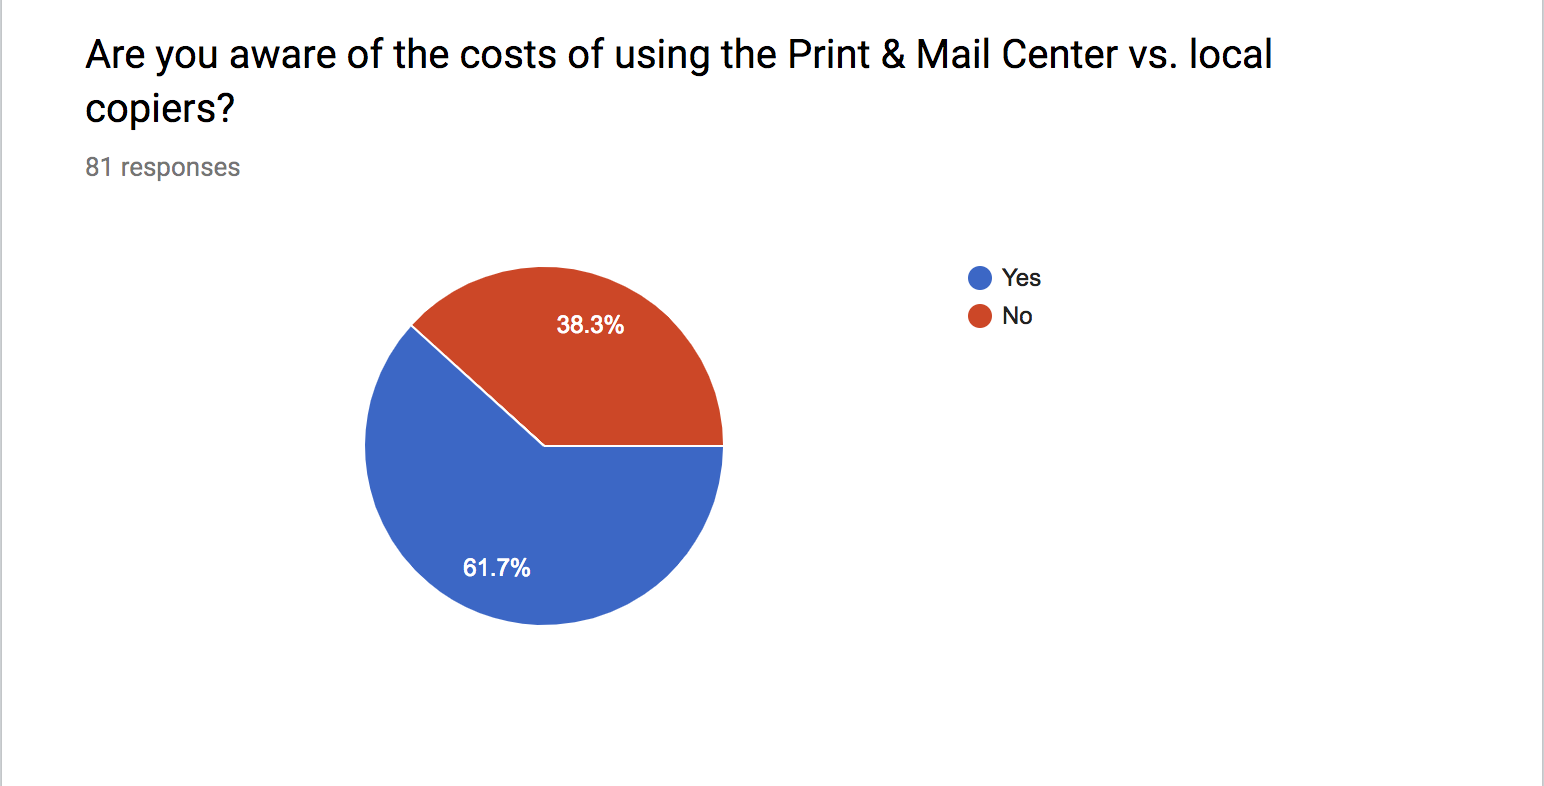 Are you aware of the costs of using the Print & Mail Center vs. local
copiers?
81 responses
Yes
No
38.3%
61.7%